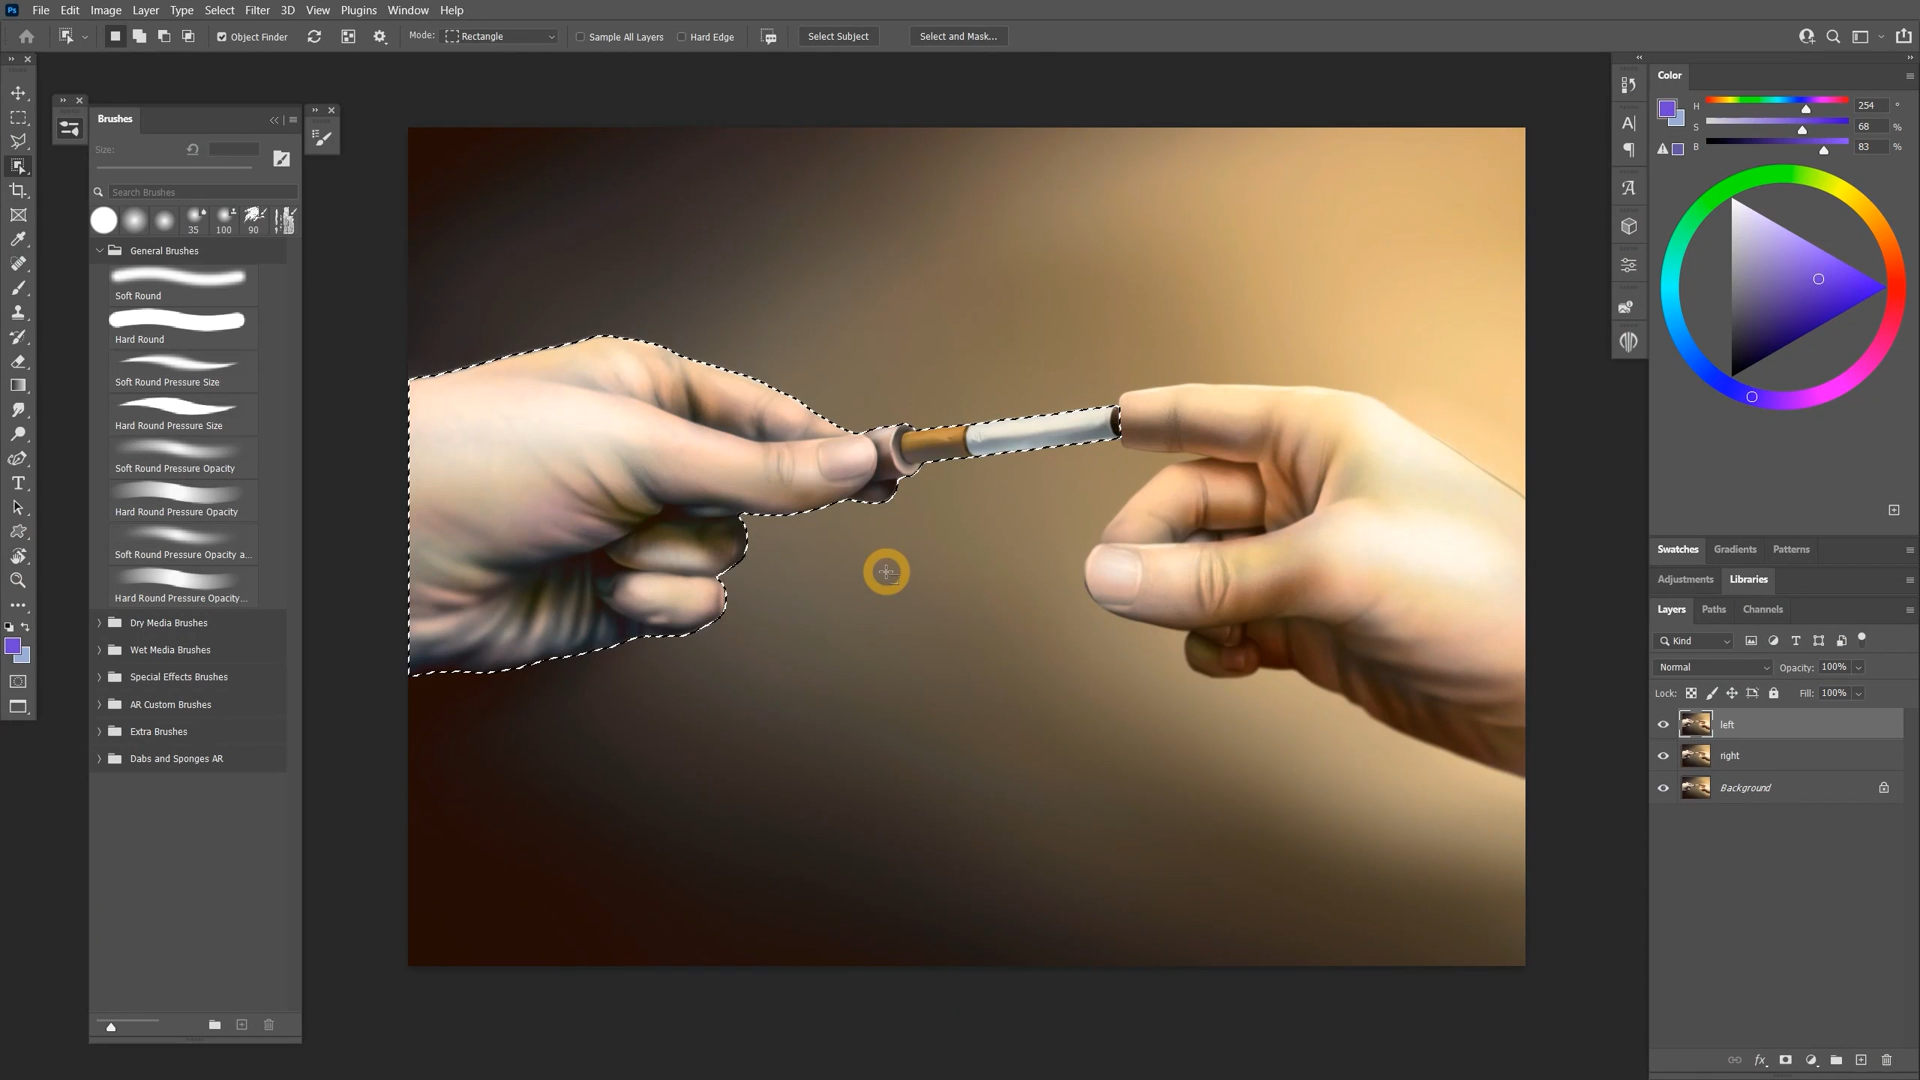 Ps File Edit Image Layer Type Select Filter 3D View Plugins Window Help
Object Finder Mode: Rectangle Sample All Layers Hard Edge Select Subject Select and Mask...
Brushes
Size:
Search Brushes
35 100 90
General Brushes
Soft Round
Hard Round
Soft Round Pressure Size
Hard Round Pressure Size
Soft Round Pressure Opacity
Hard Round Pressure Opacity
Soft Round Pressure Opacity a...
Hard Round Pressure Opacity...
Dry Media Brushes
Wet Media Brushes
Special Effects Brushes
AR Custom Brushes
Extra Brushes
Dabs and Sponges AR
Color
H 254 °
S 68 %
B 83 %
Swatches Gradients Patterns
Adjustments Libraries
Layers Paths Channels
Kind
Normal Opacity: 100%
Lock: Fill: 100%
left
right
Background